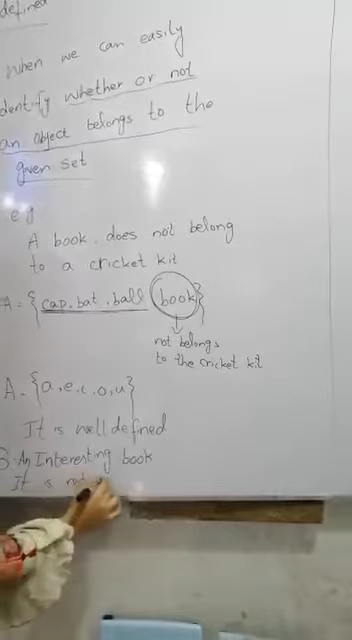 defined
when we can easily
dentify whether or not
an object belongs to the
given set
e g
A book does not belong
to a cricket kit
A = { cap, bat, ball book }
not belongs
to the cricket kit
A = {a, e, i, o, u}
It is well defined
B. An Interesting book
It is not